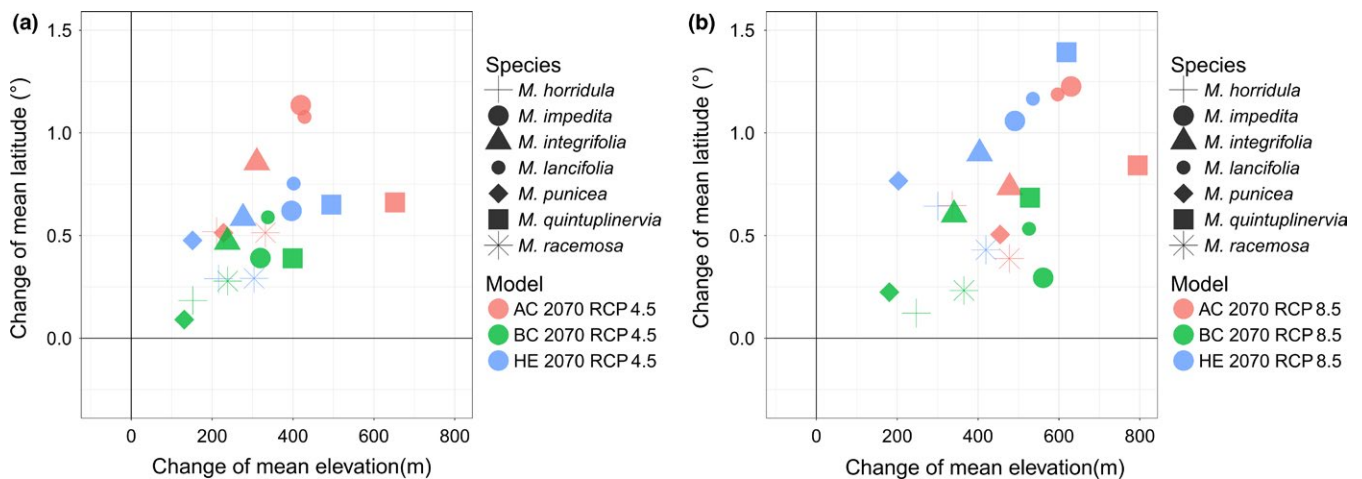 (a)
1.5
1.0
0.5
0.0
Change of mean latitude (°)
0
200
400
600
800
Change of mean elevation(m)
Species
M. horridula
M. impedita
M. integrifolia
M. lancifolia
M. punicea
M. quintuplinervia
M. racemosa
Model
AC 2070 RCP 4.5
BC 2070 RCP 4.5
HE 2070 RCP 4.5
(b)
1.5
1.0
0.5
0.0
Change of mean latitude (°)
0
200
400
600
800
Change of mean elevation(m)
Species
M. horridula
M. impedita
M. integrifolia
M. lancifolia
M. punicea
M. quintuplinervia
M. racemosa
Model
AC 2070 RCP 8.5
BC 2070 RCP 8.5
HE 2070 RCP 8.5